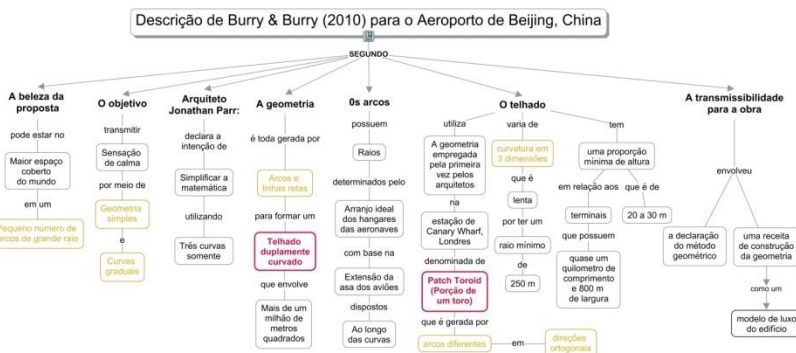 Descrição de Burry & Burry (2010) para o Aeroporto de Beijing, China
SEGUNDO
A beleza da
proposta
pode estar no
Maior espaço
coberto
do mundo
em um
Pequeno número de
arcos de grande raio
O objetivo
transmitir
Sensação
de calma
por meio de
Geometria
simples
e
Curvas
graduais
Arquiteto
Jonathan Parr:
declara a
intenção de
Simplificar a
matemática
utilizando
Três curvas
somente
A geometria
é toda gerada por
Arcos e
linhas retas
para formar um
Telhado
duplamente
curvado
que envolve
Mais de um
milhão de
metros
quadrados
0s arcos
possuem
Raios
determinados pelo
Arranjo ideal
dos hangares
das aeronaves
com base na
Extensão da
asa dos aviões
dispostos
Ao longo
das curvas
O telhado
utiliza
A geometria
empregada
pela primeira
vez pelos
arquitetos
na
estação de
Canary Wharf,
Londres
denominada de
Patch Toroid
(Porção de
um toro)
que é gerada por
arcos diferentes
em
direções
ortogonais
varia de
curvatura em
3 dimensões
que é
lenta
por ter um
raio mínimo
de
250 m
tem
uma proporção
mínima de altura
em relação aos
terminais
que possuem
quase um
quilometro de
comprimento
e 800 m
de largura
que é de
20 a 30 m
A transmissibilidade
para a obra
envolveu
a declaração
do método
geométrico
uma receita
de construção
da geometria
como um
modelo de luxo
do edifício